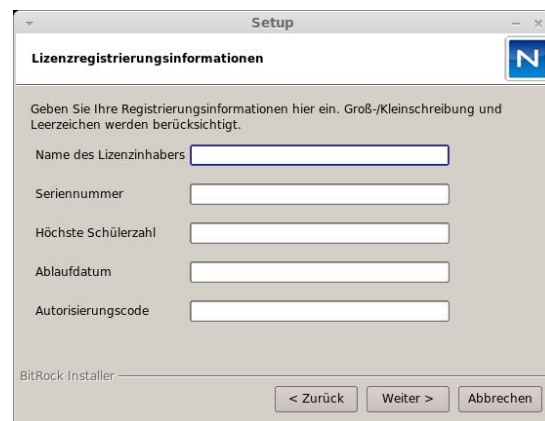 Setup
Lizenzregistrierungsinformationen
N
Geben Sie Ihre Registrierungsinformationen hier ein. Groß-/Kleinschreibung und
Leerzeichen werden berücksichtigt.
Name des Lizenzinhabers
Seriennummer
Höchste Schülerzahl
Ablaufdatum
Autorisierungscode
BitRock Installer
< Zurück Weiter > Abbrechen